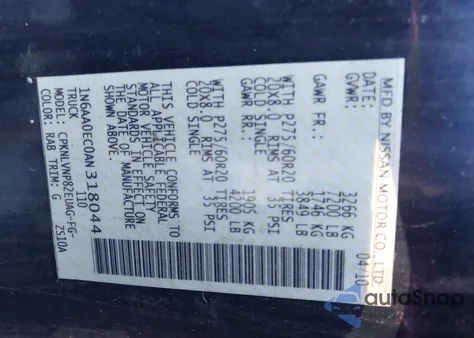 MFD BY NISSAN MOTOR CO., LTD
DATE: 04/10
GVWR: 3266 KG
7200 LB
GAWR FR: 1746 KG
3849 LB
WITH P275/60R20 TIRES
20X8.0 RIMS AT 35 PSI
COLD SINGLE
GAWR RR: 1905 KG
4200 LB
WITH P275/60R20 TIRES
20X8.0 RIMS AT 35 PSI
COLD SINGLE
THIS VEHICLE CONFORMS TO
ALL APPLICABLE FEDERAL
MOTOR VEHICLE SAFETY
STANDARDS IN EFFECT ON
THE DATE OF MANUFACTURE
1N6AA0EC0AN318044
TRUCK 110
MODEL: CPKNLVNP82EUAG-FG-
COLOR: RAB TRIM: G ZS10A
autoSnap